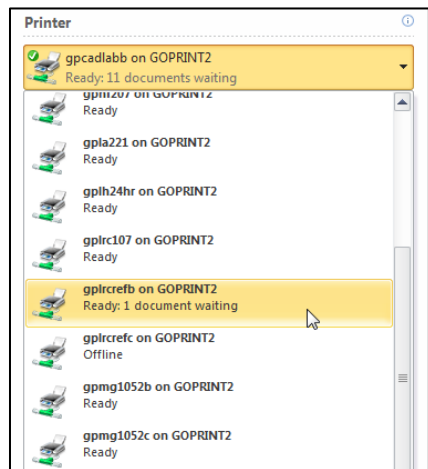 Printer
gpcadlabb on GOPRINT2
Ready: 11 documents waiting
gphf207 on GOPRINT2
Ready
gpla221 on GOPRINT2
Ready
gplh24hr on GOPRINT2
Ready
gplrc107 on GOPRINT2
Ready
gplrcrefb on GOPRINT2
Ready: 1 document waiting
gplrcrefc on GOPRINT2
Offline
gpmg1052b on GOPRINT2
Ready
gpmg1052c on GOPRINT2
Ready